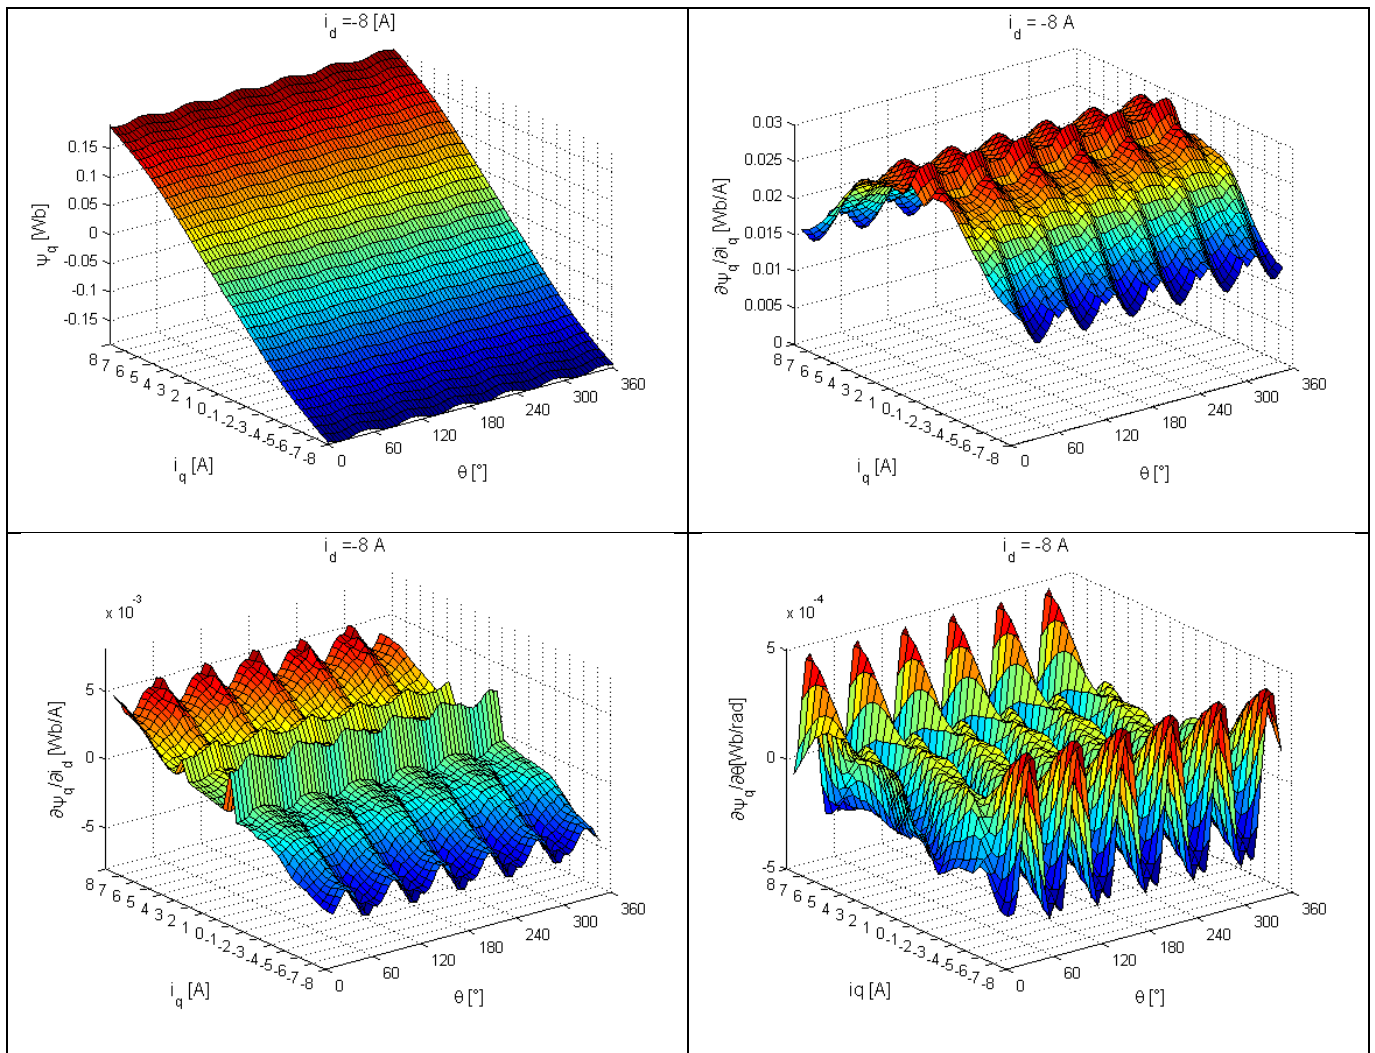 i_d =-8 [A]
ψ_q [Wb]
0.15
0.1
0.05
0
-0.05
-0.1
-0.15
8 7 6 5 4 3 2 1 0 -1 -2 -3 -4 -5 -6 -7 -8
i_q [A]
0 60 120 180 240 300 360
θ [°]
i_d = -8 A
∂ψ_q/∂i_q [Wb/A]
0.03
0.025
0.02
0.015
0.01
0.005
0
8 7 6 5 4 3 2 1 0 -1 -2 -3 -4 -5 -6 -7 -8
i_q [A]
0 60 120 180 240 300 360
θ [°]
i_d =-8 A
x 10^-3
∂ψ_q/∂i_d [Wb/A]
5
0
-5
8 7 6 5 4 3 2 1 0 -1 -2 -3 -4 -5 -6 -7 -8
i_q [A]
0 60 120 180 240 300 360
θ [°]
i_d = -8 A
x 10^-4
∂ψ_q/∂θ[Wb/rad]
5
0
-5
8 7 6 5 4 3 2 1 0 -1 -2 -3 -4 -5 -6 -7 -8
iq [A]
0 60 120 180 240 300 360
θ [°]